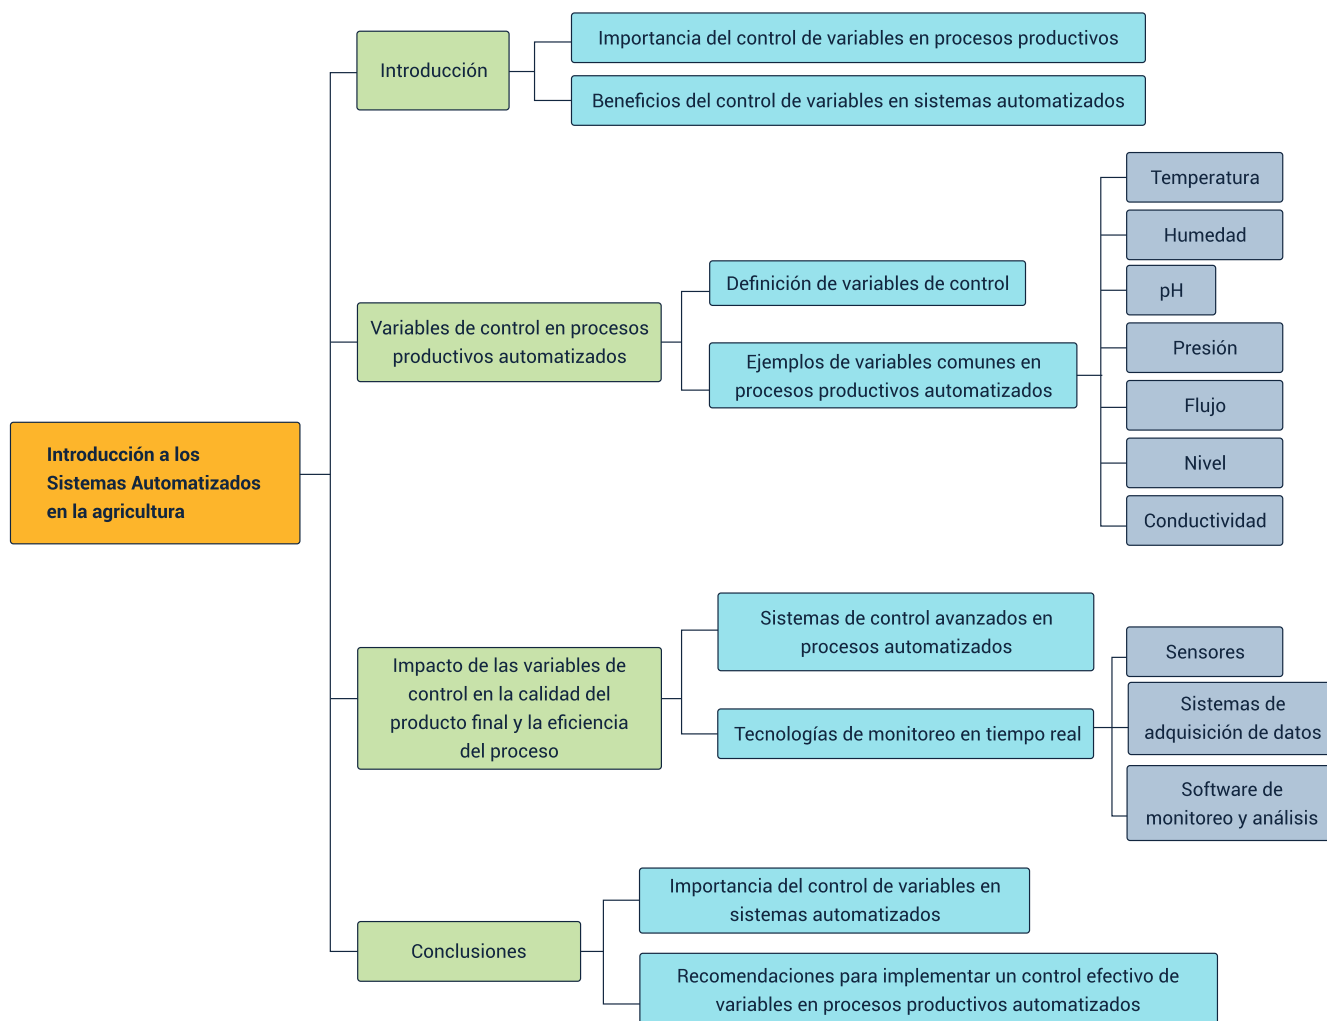 Introducción a los
Sistemas Automatizados
en la agricultura
Introducción
Importancia del control de variables en procesos productivos
Beneficios del control de variables en sistemas automatizados
Variables de control en procesos
productivos automatizados
Definición de variables de control
Ejemplos de variables comunes en
procesos productivos automatizados
Temperatura
Humedad
pH
Presión
Flujo
Nivel
Conductividad
Impacto de las variables de
control en la calidad del
producto final y la eficiencia
del proceso
Sistemas de control avanzados en
procesos automatizados
Tecnologías de monitoreo en tiempo real
Sensores
Sistemas de
adquisición de datos
Software de
monitoreo y análisis
Conclusiones
Importancia del control de variables en
sistemas automatizados
Recomendaciones para implementar un control efectivo de
variables en procesos productivos automatizados